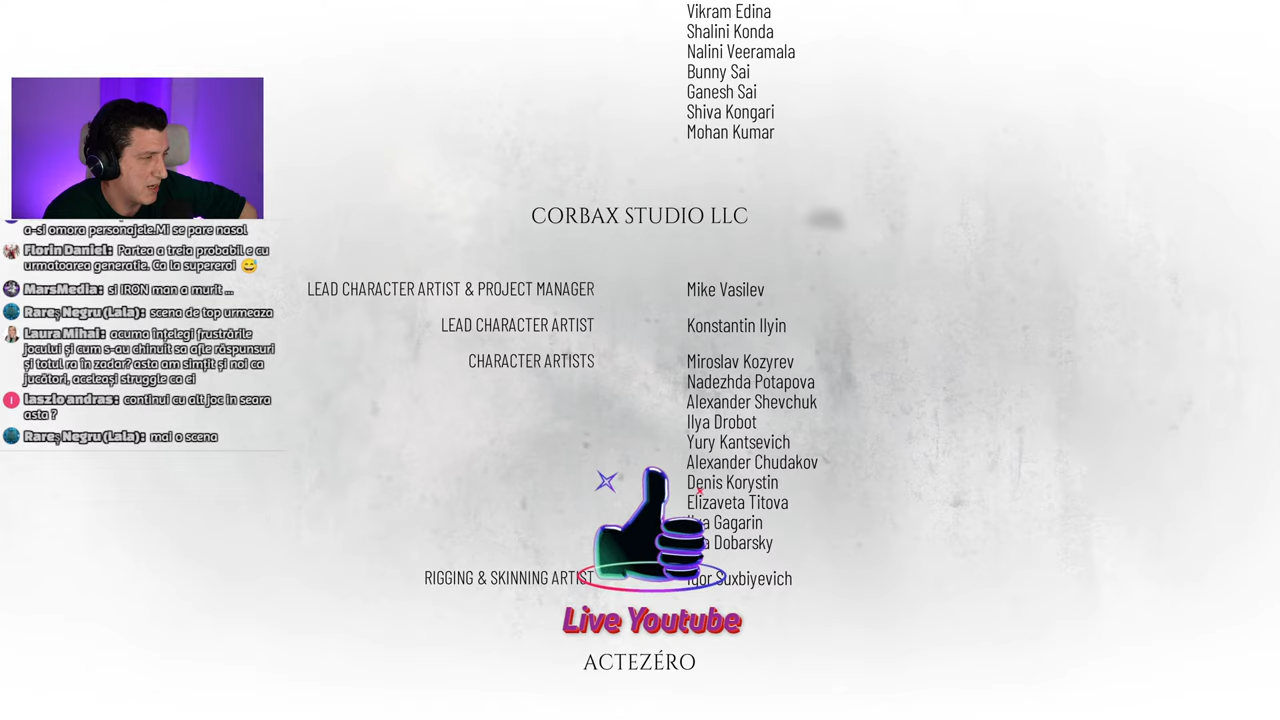 Vikram Edina
Shalini Konda
Nalini Veeramala
Bunny Sai
Ganesh Sai
Shiva Kongari
Mohan Kumar
CORBAX STUDIO LLC
LEAD CHARACTER ARTIST & PROJECT MANAGER Mike Vasilev
LEAD CHARACTER ARTIST Konstantin Ilyin
CHARACTER ARTISTS Miroslav Kozyrev
Nadezhda Potapova
Alexander Shevchuk
Ilya Drobot
Yury Kantsevich
Alexander Chudakov
Denis Korystin
Elizaveta Titova
Gagarin
Dobarsky
RIGGING & SKINNING ARTIST Igor Suxbiyevich
Live Youtube
ACTEZÉRO
a-si omora personajele.Mi se pare nasol
Florin Daniel: Partea a treia probabil e cu
urmatoarea generatie. Ca la supereroi 😅
MarsMedia: si IRON man a murit ...
Rareș Negru (Lala): scena de top urmeaza
Laura Mihai: acuma înțelegi frustrările
jocului și cum s-au chinuit sa afle răspunsuri
și totul ra în zadar? asta am simțit și noi ca
jucători, aceleași struggle ca ei
laszlo andras: continui cu alt joc in seara
asta ?
Rareș Negru (Lala): mai o scena